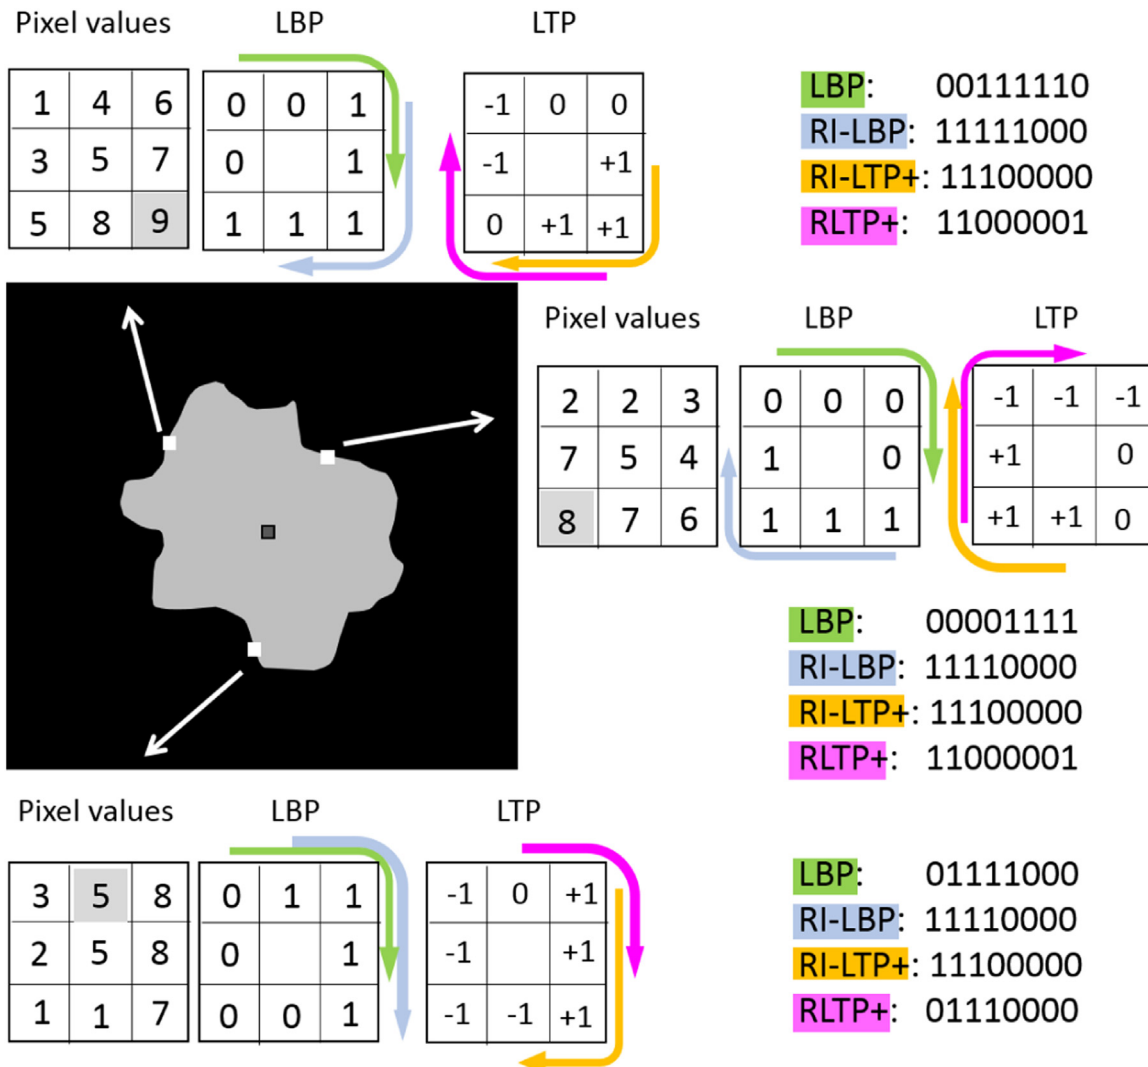 Pixel values LBP LTP
1 4 6 0 0 1 -1 0 0
3 5 7 0 1 -1 +1
5 8 9 1 1 1 0 +1 +1
LBP: 00111110
RI-LBP: 11111000
RI-LTP+: 11100000
RLTP+: 11000001
Pixel values LBP LTP
2 2 3 0 0 0 -1 -1 -1
7 5 4 1 0 +1 0
8 7 6 1 1 1 +1 +1 0
LBP: 00001111
RI-LBP: 11110000
RI-LTP+: 11100000
RLTP+: 11000001
Pixel values LBP LTP
3 5 8 0 1 1 -1 0 +1
2 5 8 0 1 -1 +1
1 1 7 0 0 1 -1 -1 +1
LBP: 01111000
RI-LBP: 11110000
RI-LTP+: 11100000
RLTP+: 01110000